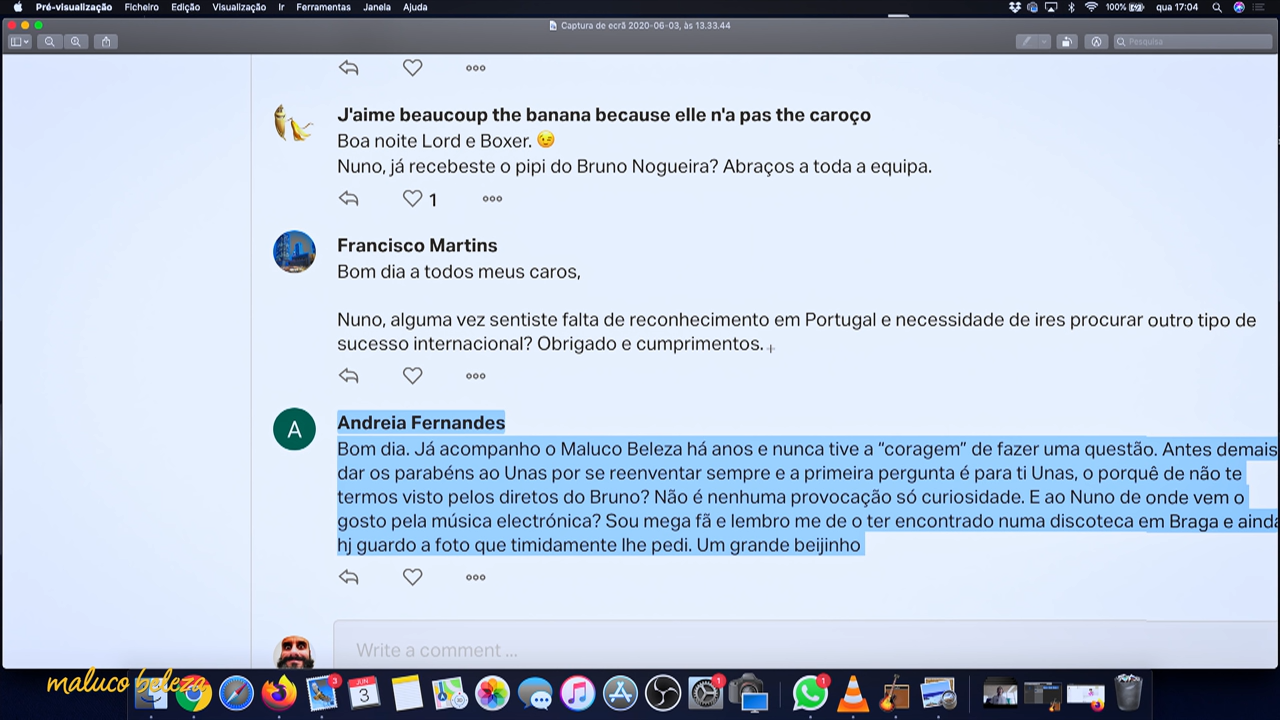 Pré-visualização Ficheiro Edição Visualização Ir Ferramentas Janela Ajuda 100% qua 17:04
Captura de ecrã 2020-06-03, às 13.33.44
Pesquisa
J'aime beaucoup the banana because elle n'a pas the caroço
Boa noite Lord e Boxer. 😉
Nuno, já recebeste o pipi do Bruno Nogueira? Abraços a toda a equipa.
1
Francisco Martins
Bom dia a todos meus caros,
Nuno, alguma vez sentiste falta de reconhecimento em Portugal e necessidade de ires procurar outro tipo de
sucesso internacional? Obrigado e cumprimentos.
A
Andreia Fernandes
Bom dia. Já acompanho o Maluco Beleza há anos e nunca tive a “coragem” de fazer uma questão. Antes demais
dar os parabéns ao Unas por se reenventar sempre e a primeira pergunta é para ti Unas, o porquê de não te
termos visto pelos diretos do Bruno? Não é nenhuma provocação só curiosidade. E ao Nuno de onde vem o
gosto pela música electrónica? Sou mega fã e lembro me de o ter encontrado numa discoteca em Braga e ainda
hj guardo a foto que timidamente lhe pedi. Um grande beijinho
Write a comment ...
maluco beleza
3
JUN
3
1
1